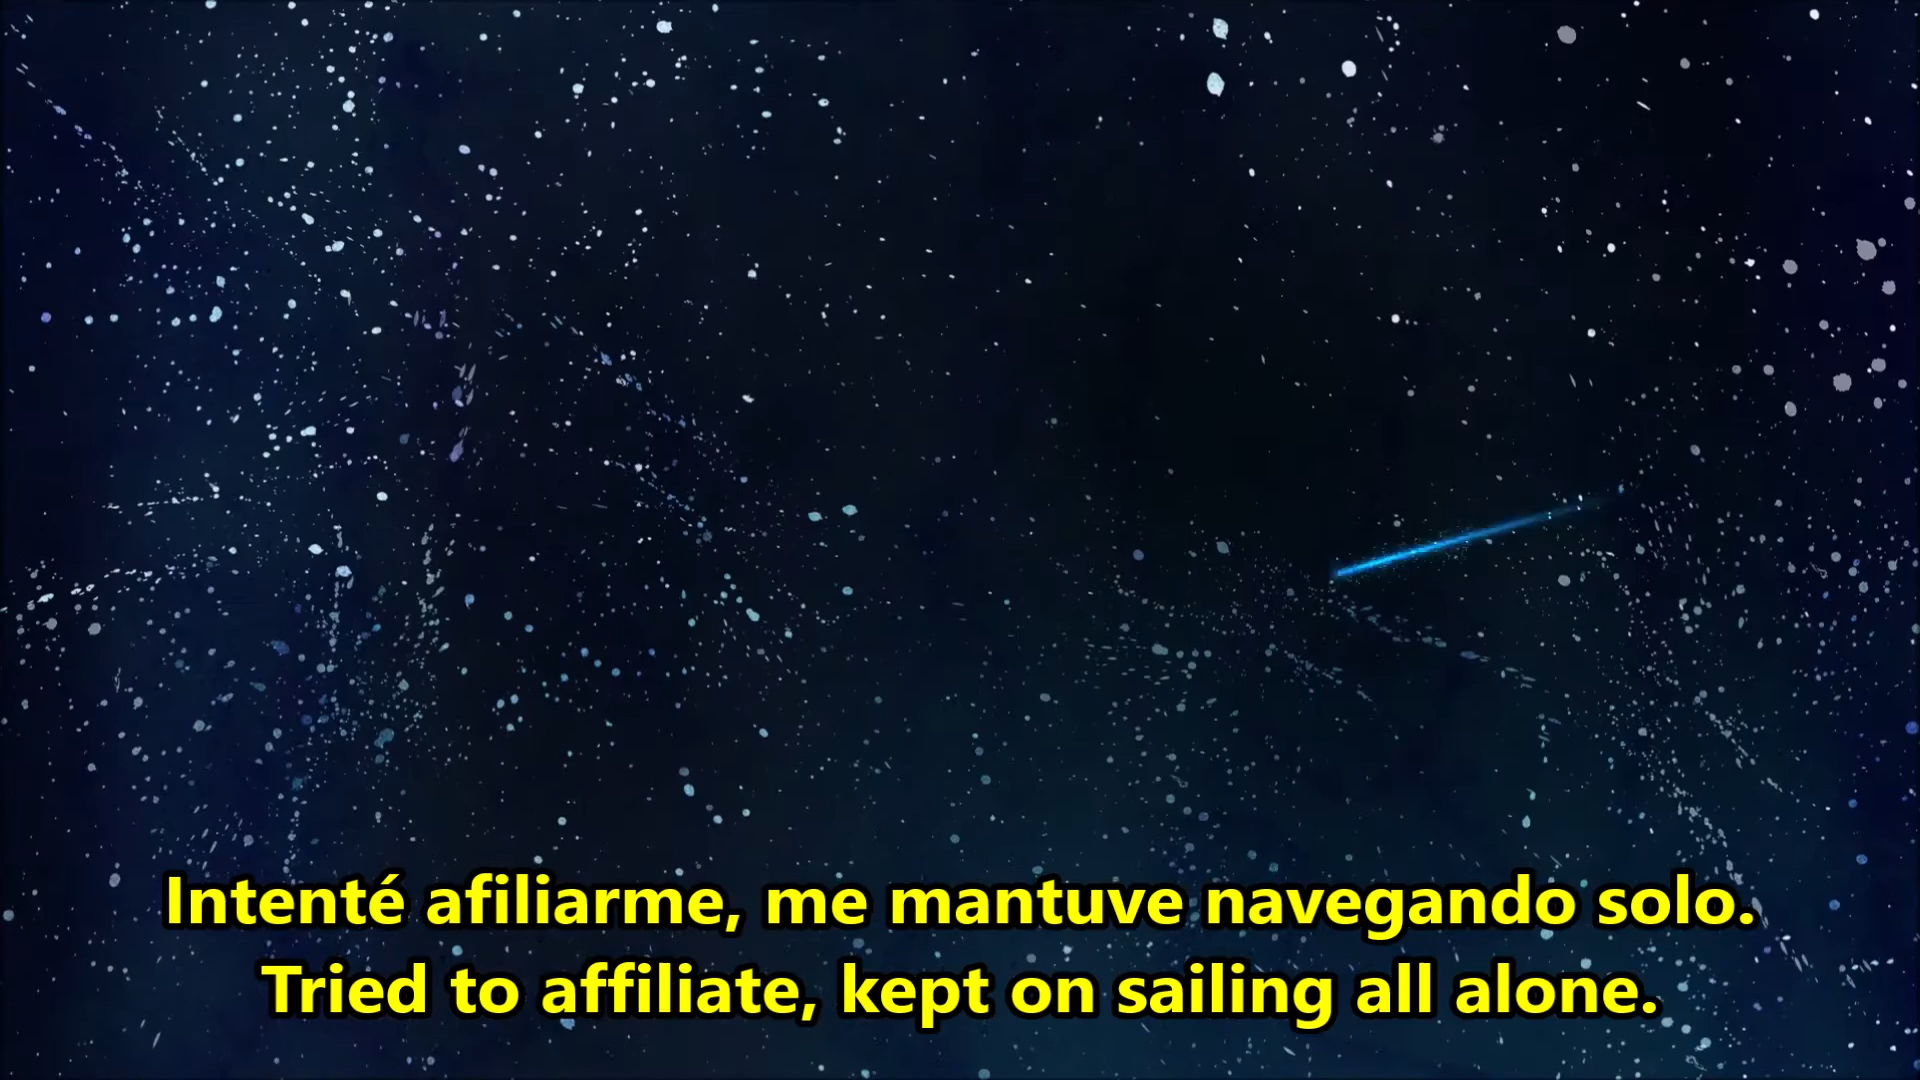 Intenté afiliarme, me mantuve navegando solo.
Tried to affiliate, kept on sailing all alone.